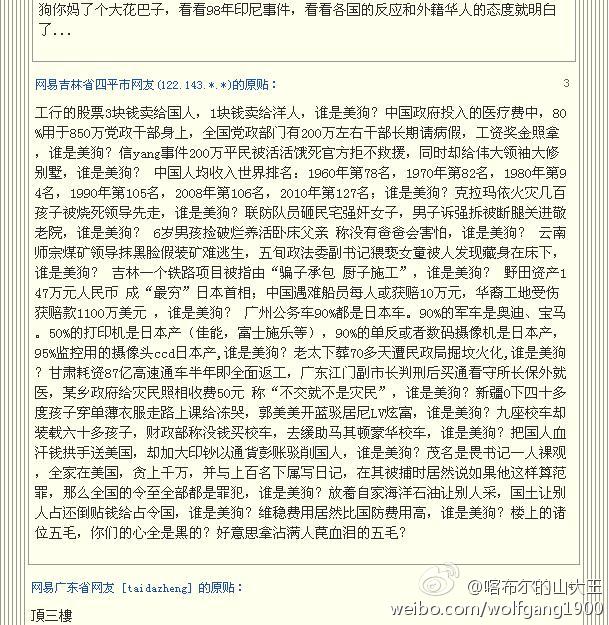 狗你妈了个大花巴子，看看98年印尼事件，看看各国的反应和外籍华人的态度就明白
了...
网易吉林省四平市网友(122.143.*.*)的原贴：
3
工行的股票3块钱卖给国人，1块钱卖给洋人，谁是美狗？中国政府投入的医疗费中，80
%用于850万党政干部身上，全国党政部门有200万左右干部长期请病假，工资奖金照拿
，谁是美狗？信yang事件200万平民被活活饿死官方拒不救援，同时却给伟大领袖大修
别墅，谁是美狗？ 中国人均收入世界排名：1960年第78名，1970年第82名，1980年第9
4名，1990年第105名，2008年第106名，2010年第127名；谁是美狗？克拉玛依火灾几百
孩子被烧死领导先走，谁是美狗？联防队员砸民宅强奸女子，男子诉强拆被断腿关进敬
老院，谁是美狗？ 6岁男孩捡破烂养活卧床父亲 称没有爸爸会害怕，谁是美狗？ 云南
师宗煤矿领导抹黑脸假装矿难逃生，五旬政法委副书记猥亵女童被人发现藏身在床下，
谁是美狗？ 吉林一个铁路项目被指由“骗子承包 厨子施工”，谁是美狗？ 野田资产1
47万元人民币 成“最穷”日本首相；中国遇难船员每人或获赔10万元，华裔工地受伤
获赔款1100万美元 ，谁是美狗？ 广州公务车90%都是日本车。90%的军车是奥迪、宝马
。50%的打印机是日本产（佳能，富士施乐等），90%的单反或者数码摄像机是日本产，
95%监控用的摄像头ccd日本产,谁是美狗？老太下葬70多天遭民政局掘坟火化,谁是美狗
？甘肃耗资87亿高速通车半年即全面返工，广东江门副市长判刑后买通看守所长保外就
医，某乡政府给灾民照相收费50元 称“不交就不是灾民”，谁是美狗？新疆0下四十多
度孩子穿单薄衣服走路上课给冻哭，郭美美开蓝驳居尼LV炫富，谁是美狗？九座校车却
装载六十多孩子，财政部称没钱买校车，去缓助马其顿豪华校车，谁是美狗？把国人血
汗钱拱手送美国，却加大印钞以通货彭账驳削国人，谁是美狗？茂名是畏书记一人裸观
，全家在美国，贪上千万，并与上百名下属写日记，在其被捕时居然说如果他这样算范
罪，那么全国的令至全部都是罪犯，谁是美狗？放着自家海洋石油让别人采，国土让别
人占还倒贴钱给占令国，谁是美狗？维稳费用居然比国防费用高，谁是美狗？楼上的诸
位五毛，你们的心全是黑的？好意思拿沾满人芘血泪的五毛？
网易广东省网友 [taidazheng] 的原贴：
頂三樓
@喀布尔的山大王
weibo.com/wolfgang1900